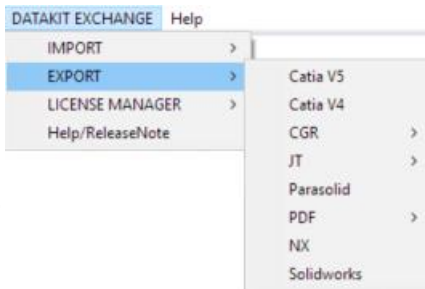 DATAKIT EXCHANGE Help
IMPORT
EXPORT
LICENSE MANAGER
Help/ReleaseNote
Catia V5
Catia V4
CGR
JT
Parasolid
PDF
NX
Solidworks